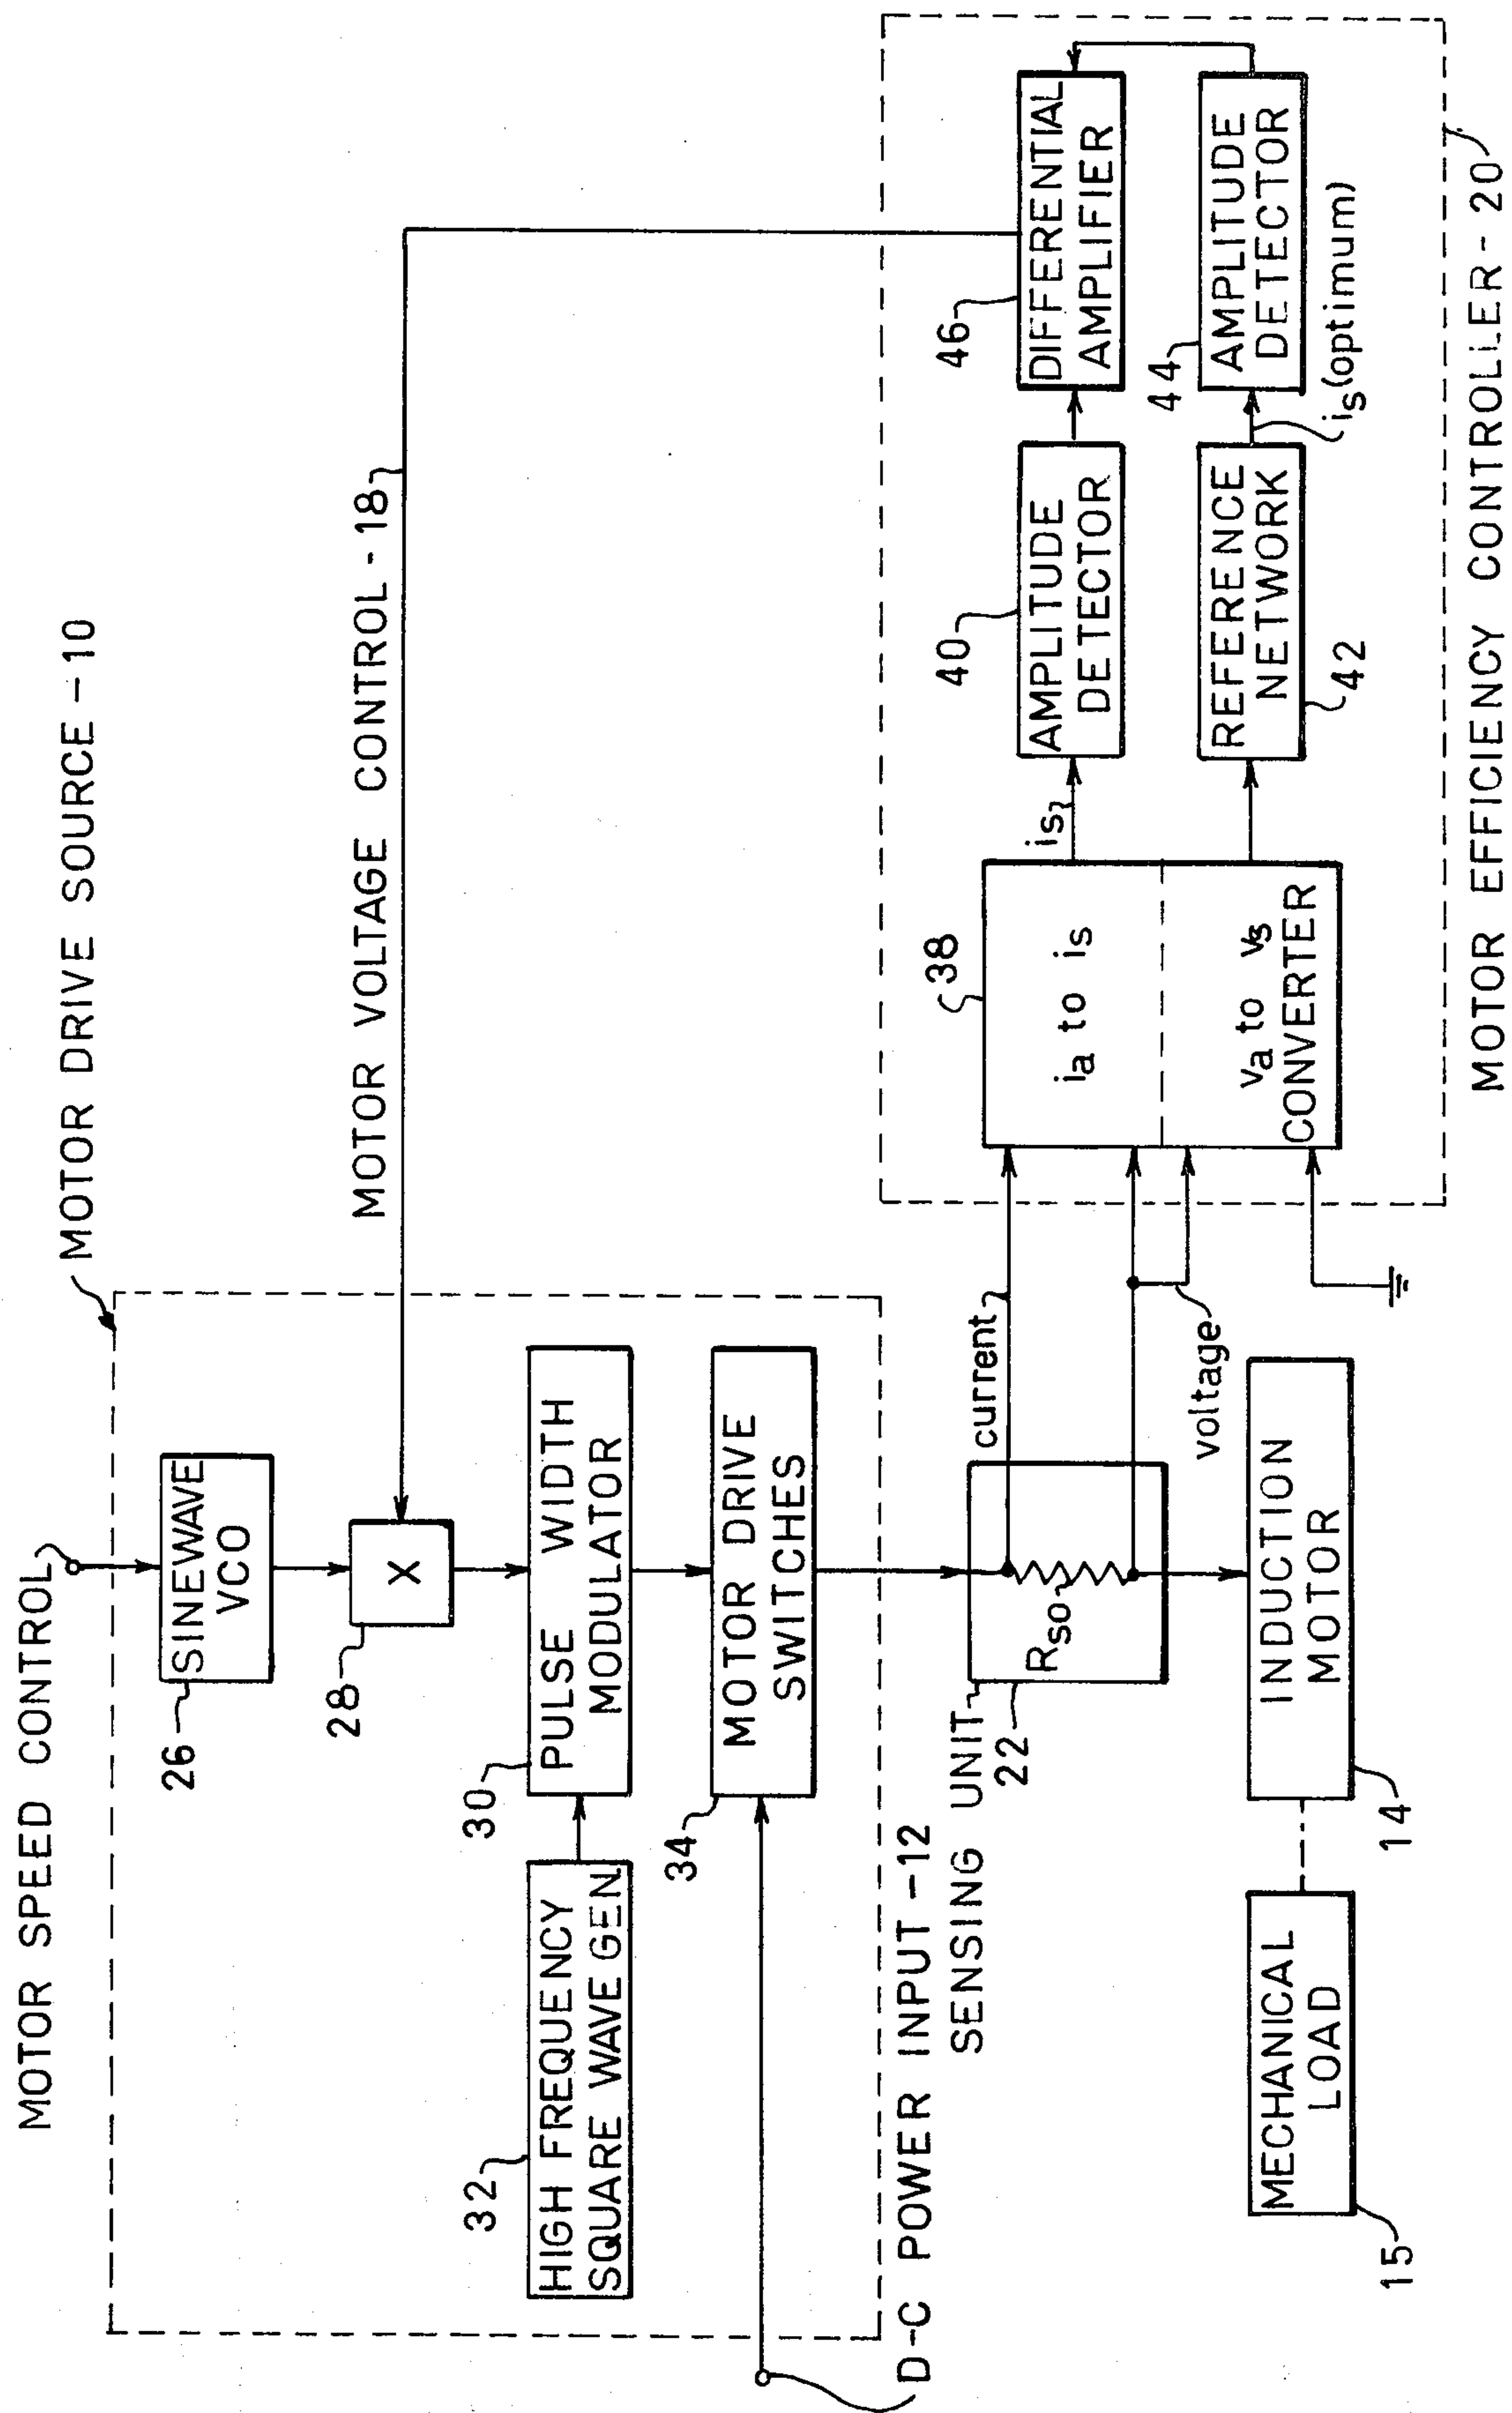 MOTOR SPEED CONTROL
MOTOR DRIVE SOURCE-10
26
SINEWAVE
VCO
28
X
MOTOR VOLTAGE CONTROL-18
32
HIGH FREQUENCY
SQUARE WAVE GEN.
30
PULSE WIDTH
MODULATOR
34
MOTOR DRIVE
SWITCHES
D-C POWER INPUT-12
SENSING UNIT
22
Rso
current
voltage
MECHANICAL
LOAD
15
INDUCTION
MOTOR
14
38
ia to is
va to vs
CONVERTER
is
40
AMPLITUDE
DETECTOR
46
DIFFERENTIAL
AMPLIFIER
REFERENCE
NETWORK
42
44
AMPLITUDE
DETECTOR
is(optimum)
MOTOR EFFICIENCY CONTROLLER-20